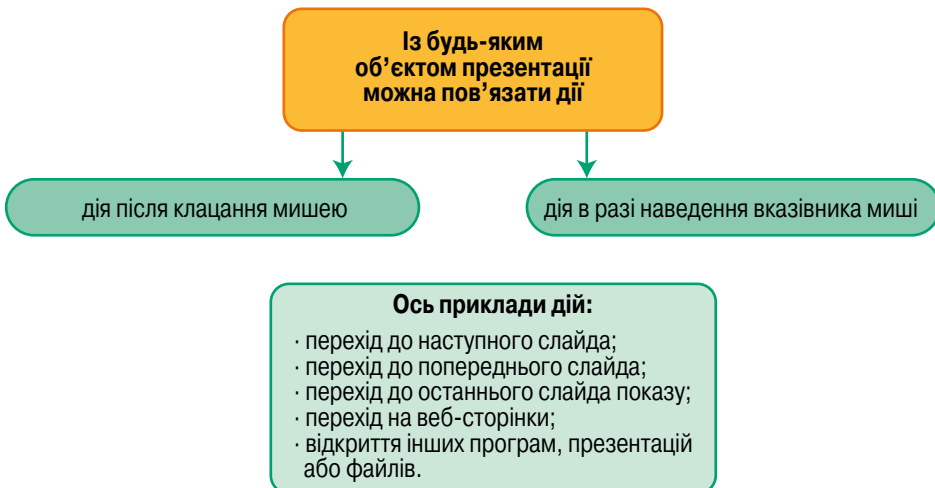 Із будь-яким
об’єктом презентації
можна пов’язати дії
дія після клацання мишею
дія в разі наведення вказівника миші
Ось приклади дій:
· перехід до наступного слайда;
· перехід до попереднього слайда;
· перехід до останнього слайда показу;
· перехід на веб-сторінки;
· відкриття інших програм, презентацій
або файлів.